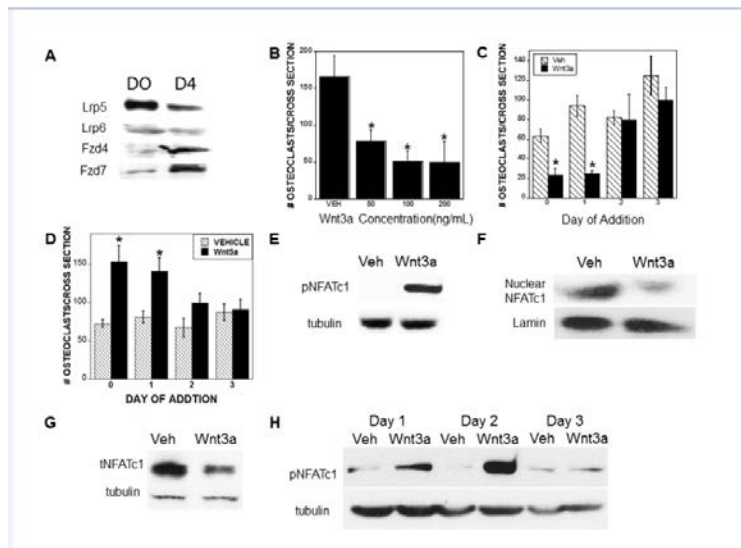 A
DO D4
Lrp5
Lrp6
Fzd4
Fzd7
B
# OSTEOCLASTS/CROSS SECTION
200
150
100
50
0
*
*
*
VEH 50 100 200
Wnt3a Concentration(ng/mL)
C
# OSTEOCLASTS/CROSS SECTION
Veh
Wnt3a
140
120
100
80
60
40
20
0
*
*
0 1 2 3
Day of Addition
D
# OSTEOCLASTSCROSS SECTION
VEHICLE
Wnt3a
200
150
100
50
0
*
*
0 1 2 3
DAY OF ADDTION
E
Veh Wnt3a
pNFATc1
tubulin
F
Veh Wnt3a
Nuclear
NFATc1
Lamin
G
Veh Wnt3a
tNFATc1
tubulin
H
Day 1 Day 2 Day 3
Veh Wnt3a Veh Wnt3a Veh Wnt3a
pNFATc1
tubulin